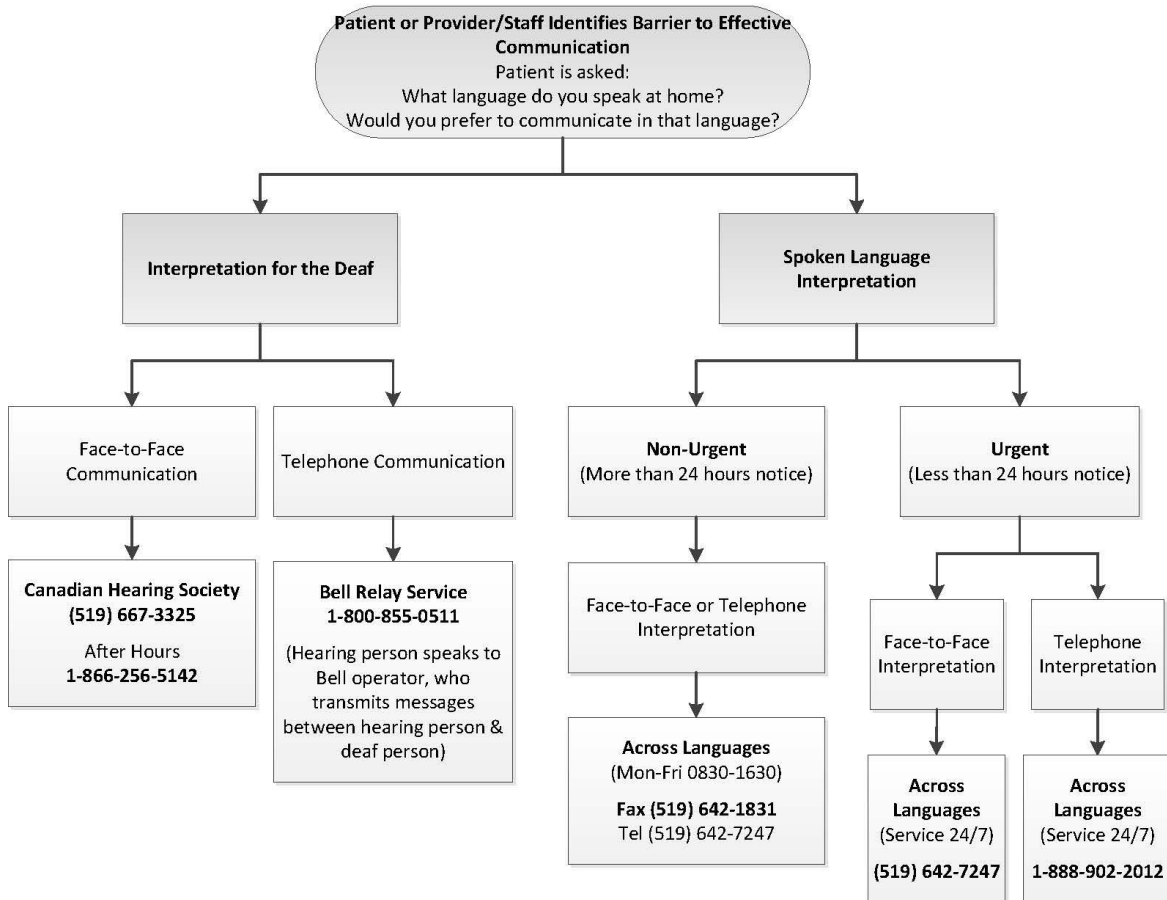 Patient or Provider/Staff Identifies Barrier to Effective
Communication
Patient is asked:
What language do you speak at home?
Would you prefer to communicate in that language?
Interpretation for the Deaf
Spoken Language
Interpretation
Face-to-Face
Communication
Telephone Communication
Non-Urgent
(More than 24 hours notice)
Urgent
(Less than 24 hours notice)
Canadian Hearing Society
(519) 667-3325
After Hours
1-866-256-5142
Bell Relay Service
1-800-855-0511
(Hearing person speaks to
Bell operator, who
transmits messages
between hearing person &
deaf person)
Face-to-Face or Telephone
Interpretation
Face-to-Face
Interpretation
Telephone
Interpretation
Across Languages
(Mon-Fri 0830-1630)
Fax (519) 642-1831
Tel (519) 642-7247
Across
Languages
(Service 24/7)
(519) 642-7247
Across
Languages
(Service 24/7)
1-888-902-2012